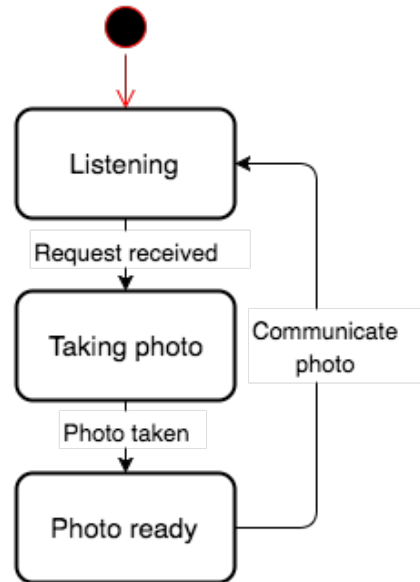 Listening
Request received
Taking photo
Communicate
photo
Photo taken
Photo ready